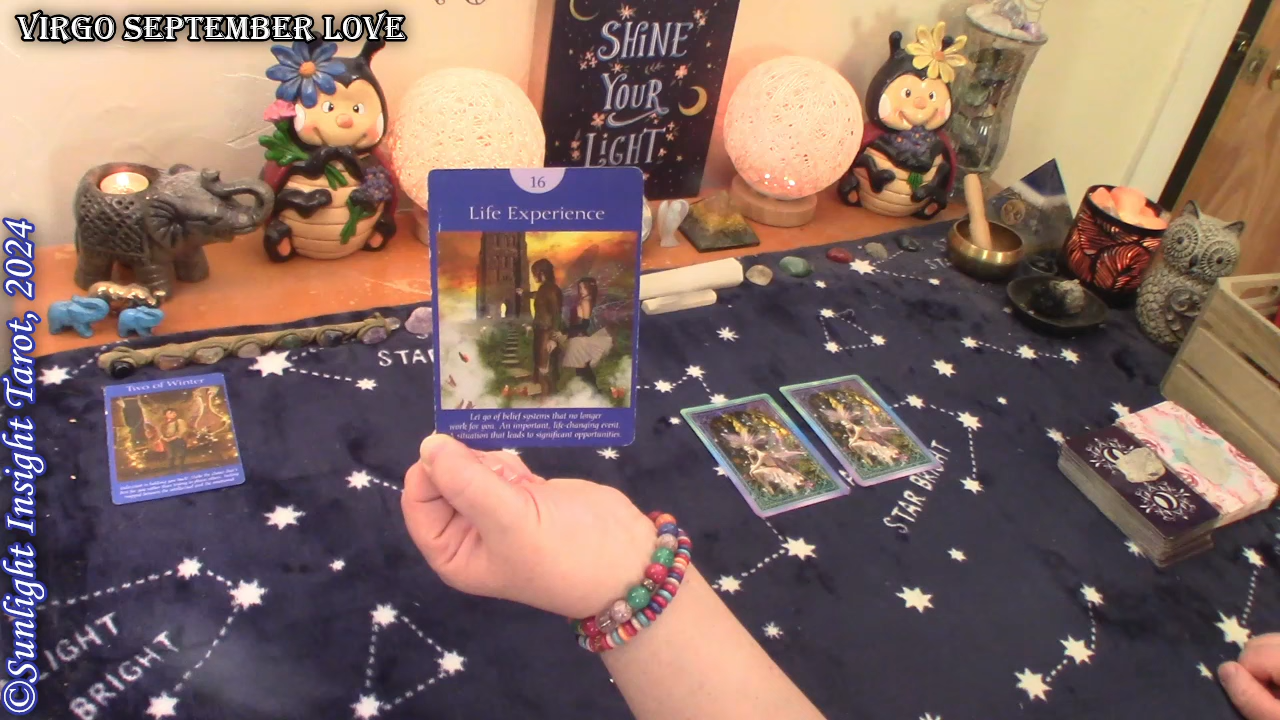 VIRGO SEPTEMBER LOVE
SHINE
YOUR
LIGHT
16
Life Experience
Let go of belief systems that no longer
work for you. An important, life-changing event.
A situation that leads to significant opportunities.
Two of Winter
STAR
STAR BRIGHT
LIGHT
BRIGHT
©Sunlight Insight Tarot, 2024